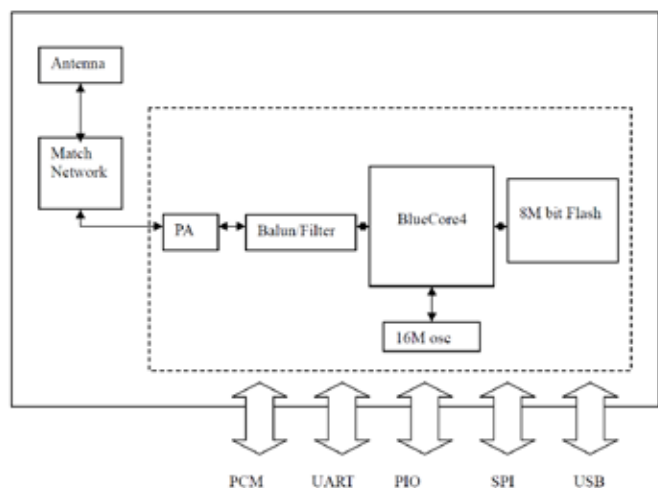 Antenna
Match
Network
PA
Balun/Filter
BlueCore4
8M bit Flash
16M osc
PCM
UART
PIO
SPI
USB